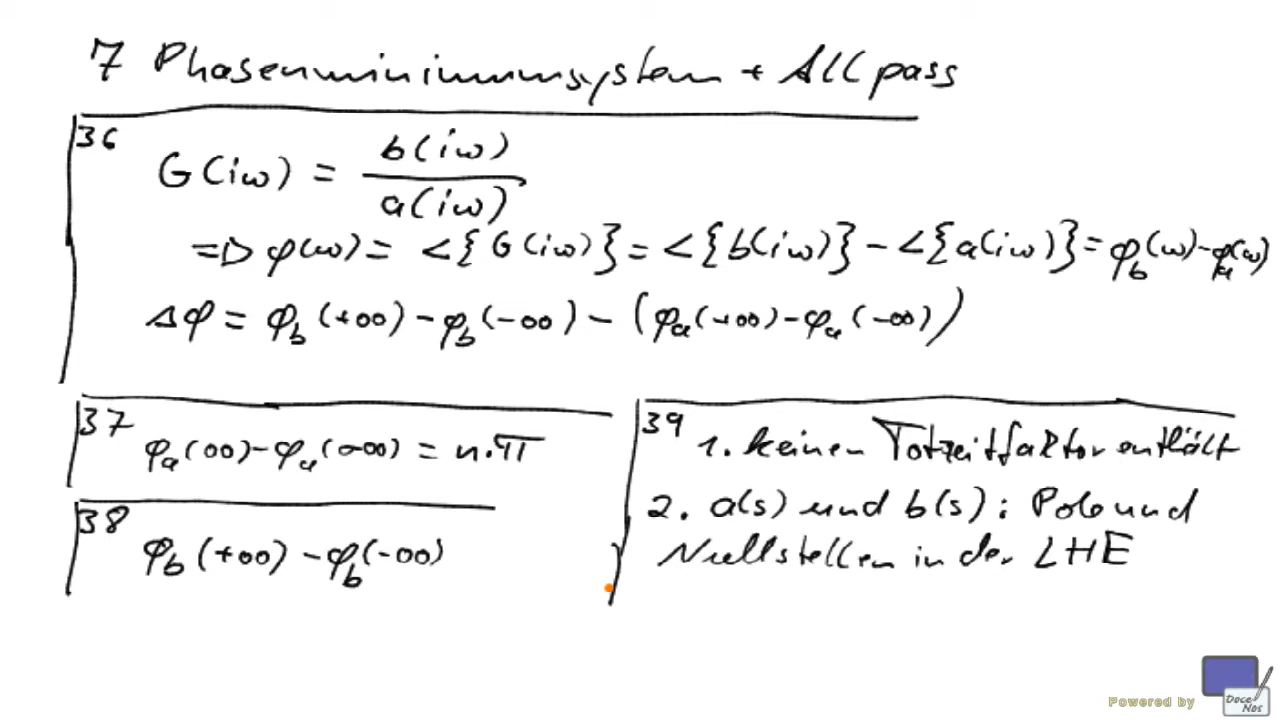 7 Phasenminimumsystem + Allpass
36
G(iω) = b(iω) / a(iω)
=▷ φ(ω) = ∠{G(iω)} = ∠{b(iω)} - ∠{a(iω)} = φ_b(ω) - φ_a(ω)
Δφ = φ_b(+∞) - φ_b(-∞) - (φ_a(+∞) - φ_a(-∞))
37
φ_a(∞) - φ_a(-∞) = n·π
38
φ_b(+∞) - φ_b(-∞)
39
1. keinen Totzeitfaktor enthält
2. a(s) und b(s): Pole und
Nullstellen in der LHE
Powered by
Doce
Nos